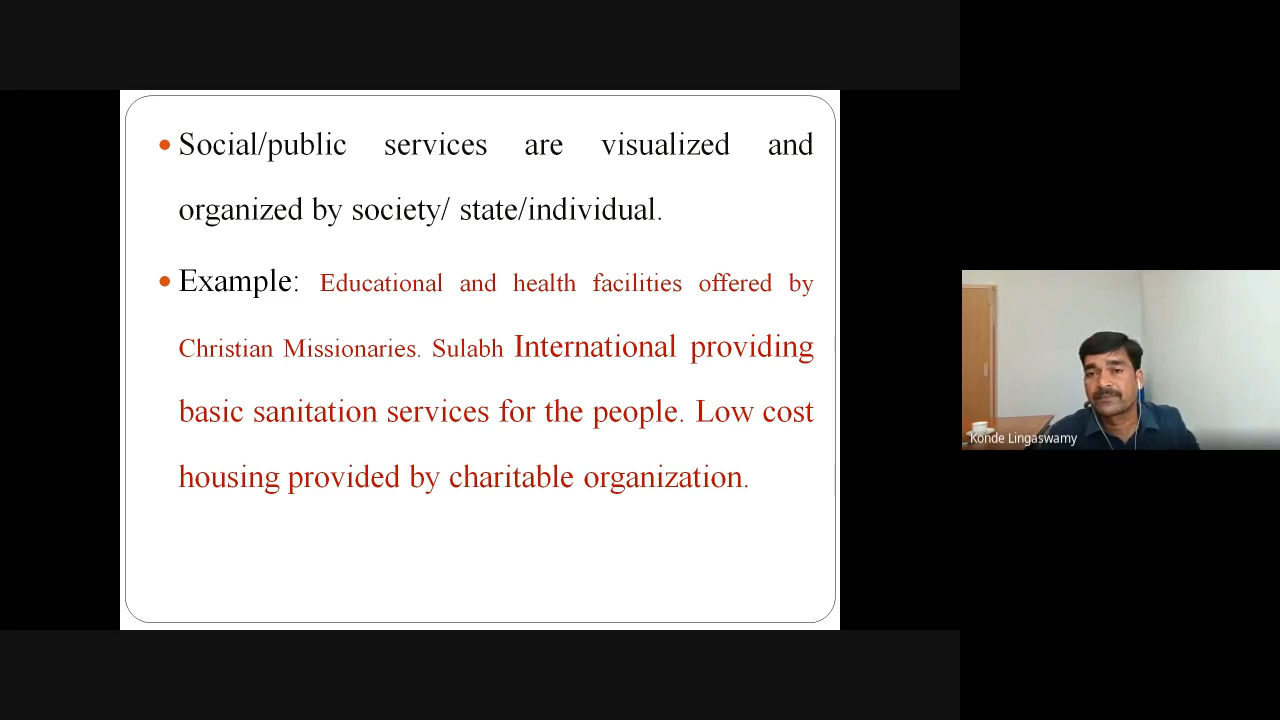 Social/public services are visualized and
organized by society/ state/individual.
Example: Educational and health facilities offered by
Christian Missionaries. Sulabh International providing
basic sanitation services for the people. Low cost
housing provided by charitable organization.
Konde Lingaswamy